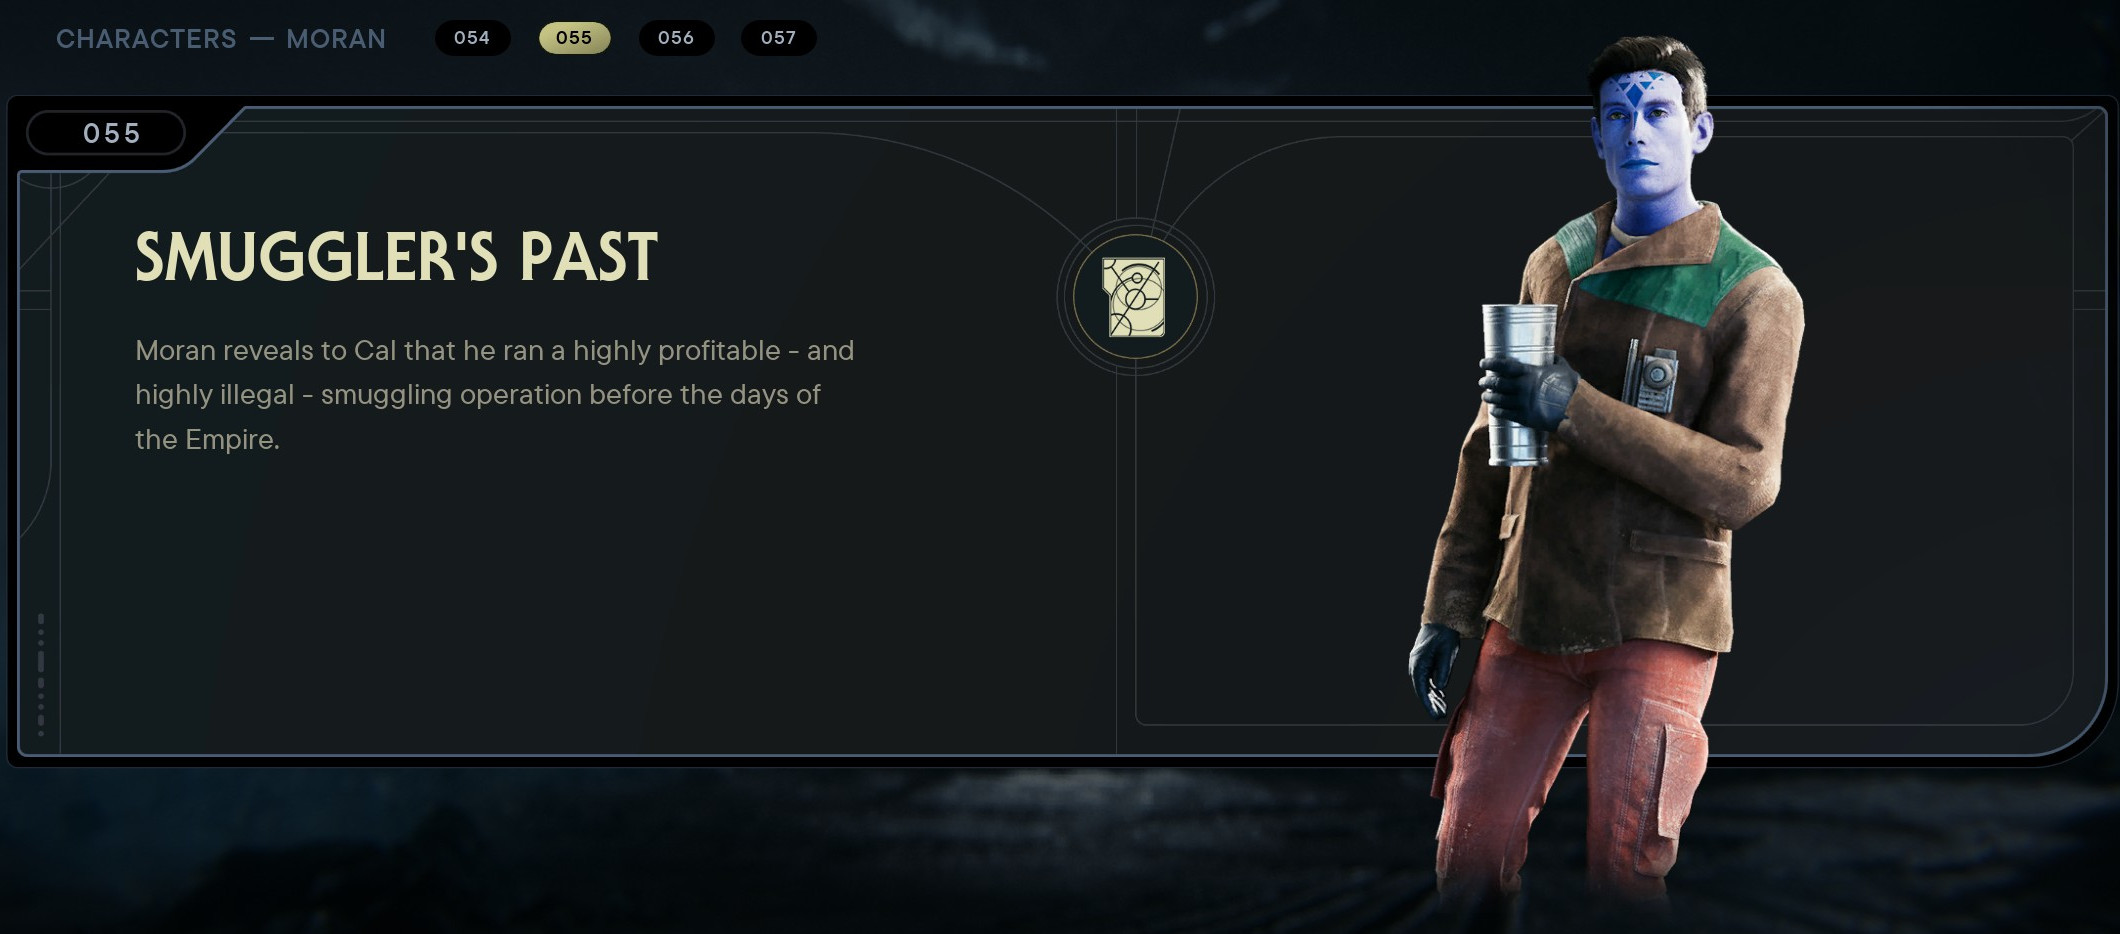 CHARACTERS — MORAN 054 055 056 057
055
SMUGGLER'S PAST
Moran reveals to Cal that he ran a highly profitable - and
highly illegal - smuggling operation before the days of
the Empire.